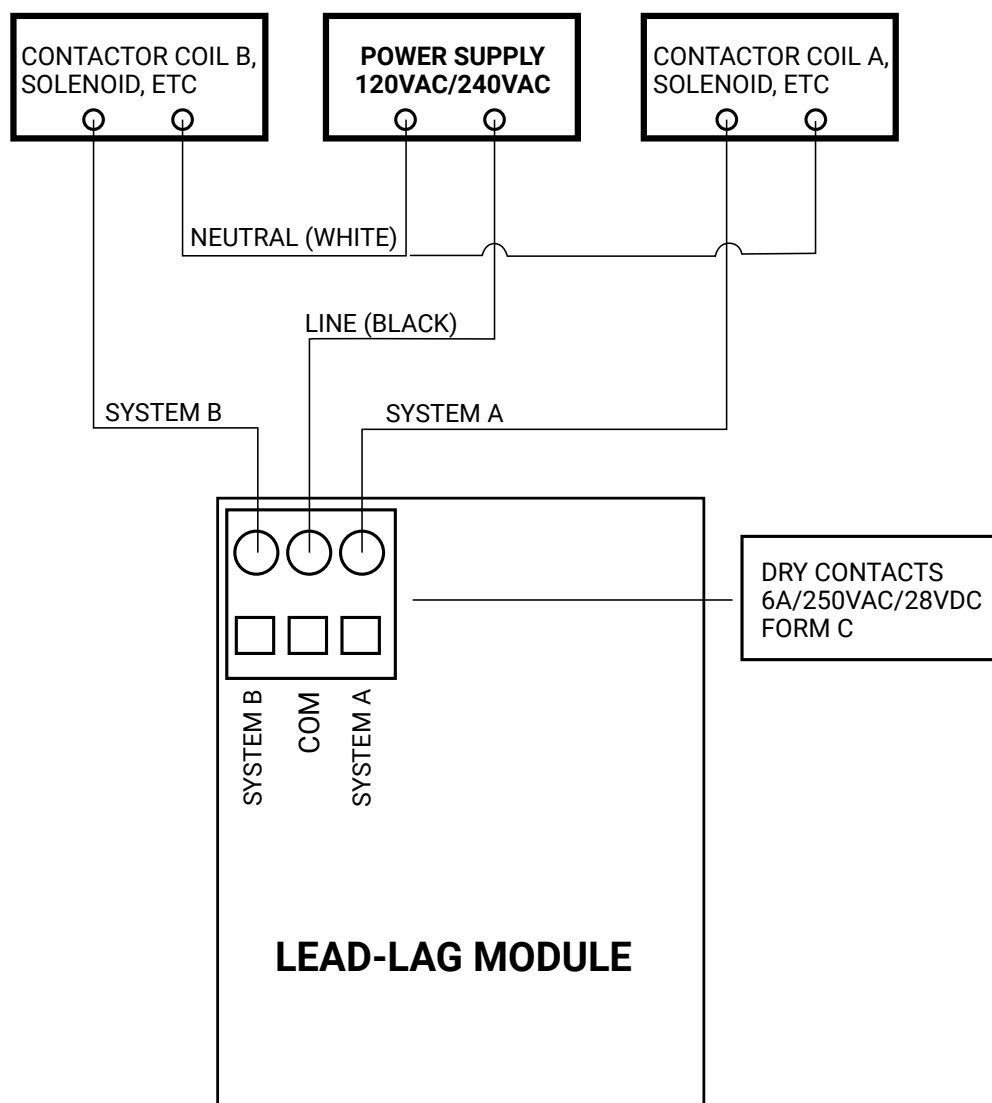 CONTACTOR COIL B,
SOLENOID, ETC
POWER SUPPLY
120VAC/240VAC
CONTACTOR COIL A,
SOLENOID, ETC
NEUTRAL (WHITE)
LINE (BLACK)
SYSTEM B
SYSTEM A
DRY CONTACTS
6A/250VAC/28VDC
FORM C
SYSTEM B
COM
SYSTEM A
LEAD-LAG MODULE